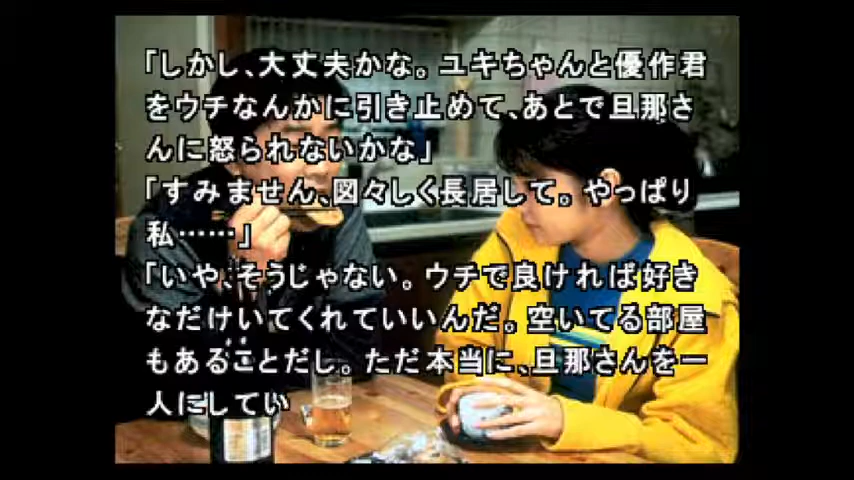 「しかし、大丈夫かな。ユキちゃんと優作君
をウチなんかに引き止めて、あとで旦那さ
んに怒られないかな」
「すみません、図々しく長居して。やっぱり
私……」
「いや、そうじゃない。ウチで良ければ好き
なだけいてくれていいんだ。空いてる部屋
もあることだし。ただ本当に、旦那さんを一
人にしてい